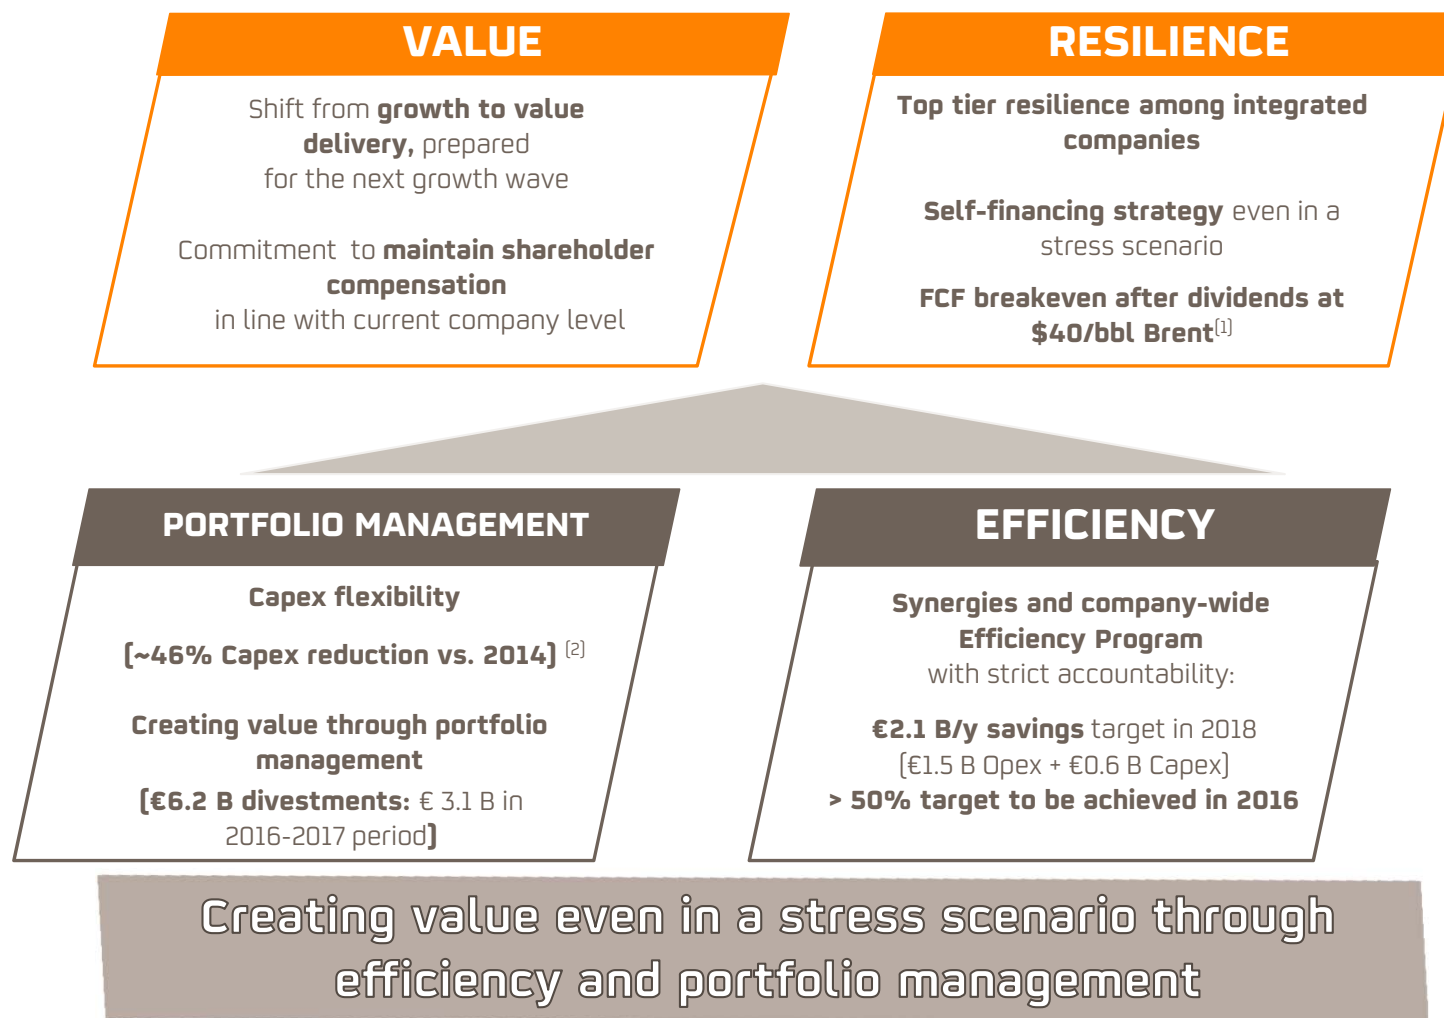 VALUE
Shift from growth to value
delivery, prepared
for the next growth wave
Commitment to maintain shareholder
compensation
in line with current company level
RESILIENCE
Top tier resilience among integrated
companies
Self-financing strategy even in a
stress scenario
FCF breakeven after dividends at
$40/bbl Brent(1)
PORTFOLIO MANAGEMENT
Capex flexibility
(~46% Capex reduction vs. 2014) (2)
Creating value through portfolio
management
(€6.2 B divestments: € 3.1 B in
2016-2017 period)
EFFICIENCY
Synergies and company-wide
Efficiency Program
with strict accountability:
€2.1 B/y savings target in 2018
(€1.5 B Opex + €0.6 B Capex)
> 50% target to be achieved in 2016
Creating value even in a stress scenario through
efficiency and portfolio management